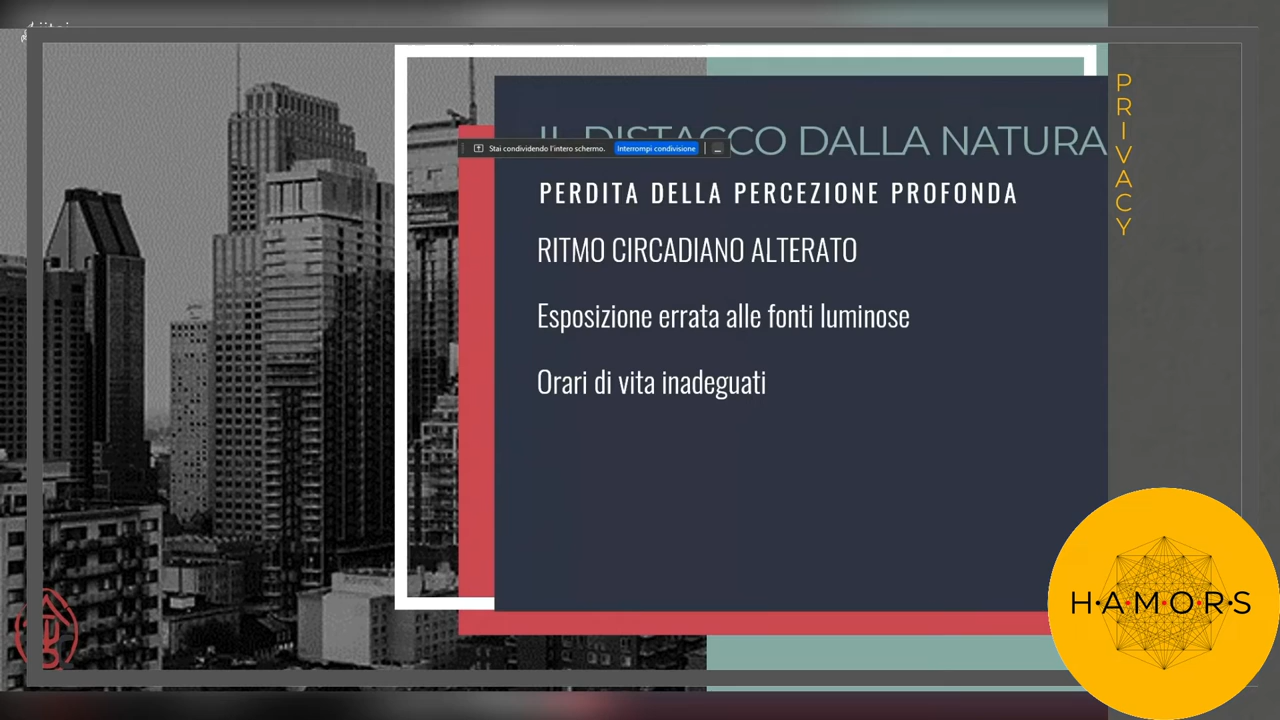 IL DISTACCO DALLA NATURA
Stai condividendo l'intero schermo. Interrompi condivisione
PERDITA DELLA PERCEZIONE PROFONDA
RITMO CIRCADIANO ALTERATO
Esposizione errata alle fonti luminose
Orari di vita inadeguati
PRIVACY
H•A•M•O•R•S